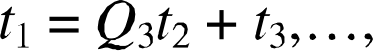 t₁ = Q₃t₂ + t₃,…,